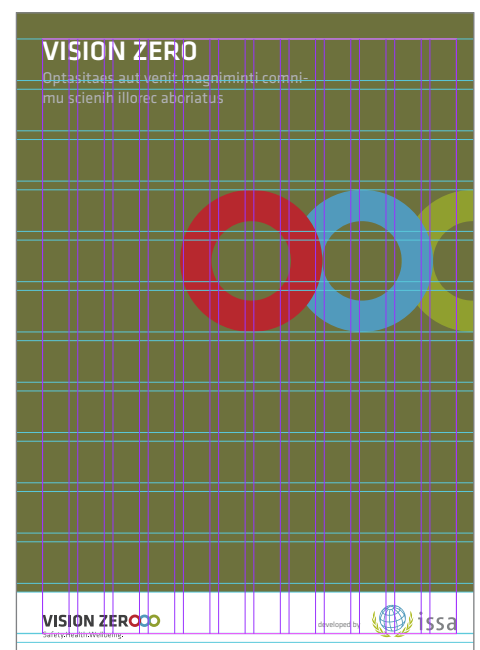 VISION ZERO
Optasitaes aut venit magniminti comni-
mu scienih illorec aboriatus
VISION ZERO
Safety.Health.Wellbeing.
developed by
issa